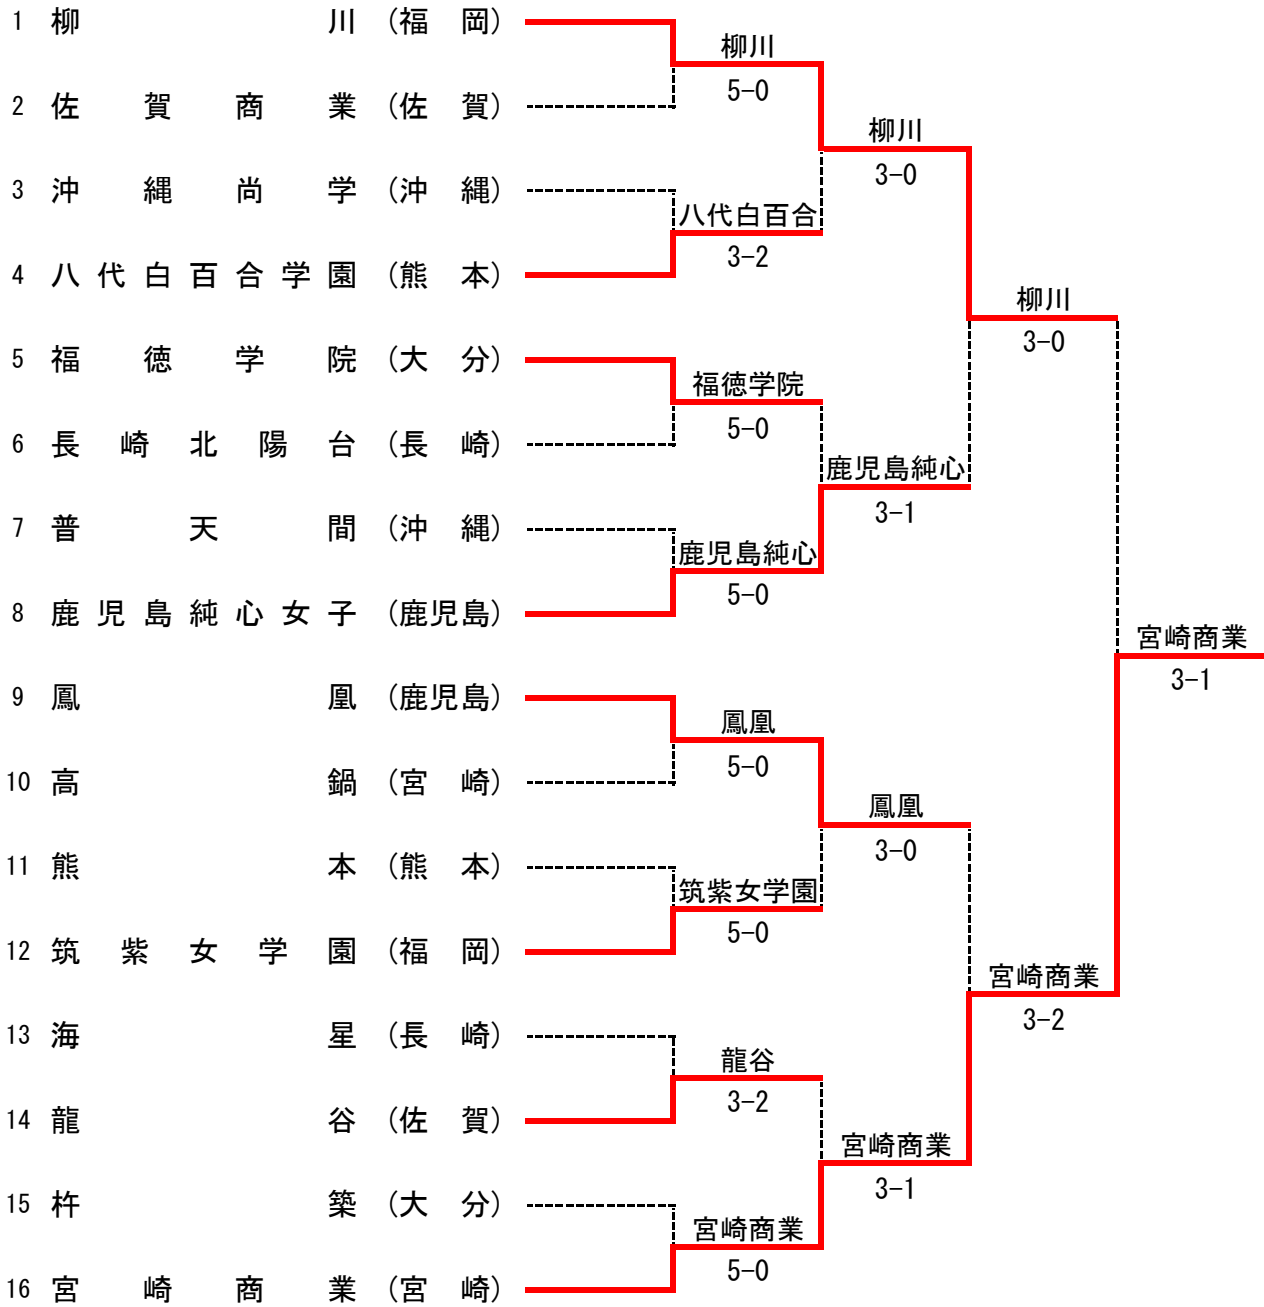 1 柳川 (福岡)
柳川
5-0
2 佐賀商業 (佐賀)
柳川
3-0
3 沖縄尚学 (沖縄)
八代白百合
3-2
4 八代白百合学園 (熊本)
柳川
3-0
5 福徳学院 (大分)
福徳学院
5-0
6 長崎北陽台 (長崎)
鹿児島純心
3-1
7 普天間 (沖縄)
鹿児島純心
5-0
8 鹿児島純心女子 (鹿児島)
宮崎商業
3-1
9 鳳凰 (鹿児島)
鳳凰
5-0
10 高鍋 (宮崎)
鳳凰
3-0
11 熊本 (熊本)
筑紫女学園
5-0
12 筑紫女学園 (福岡)
宮崎商業
3-2
13 海星 (長崎)
龍谷
3-2
14 龍谷 (佐賀)
宮崎商業
3-1
15 杵築 (大分)
宮崎商業
5-0
16 宮崎商業 (宮崎)